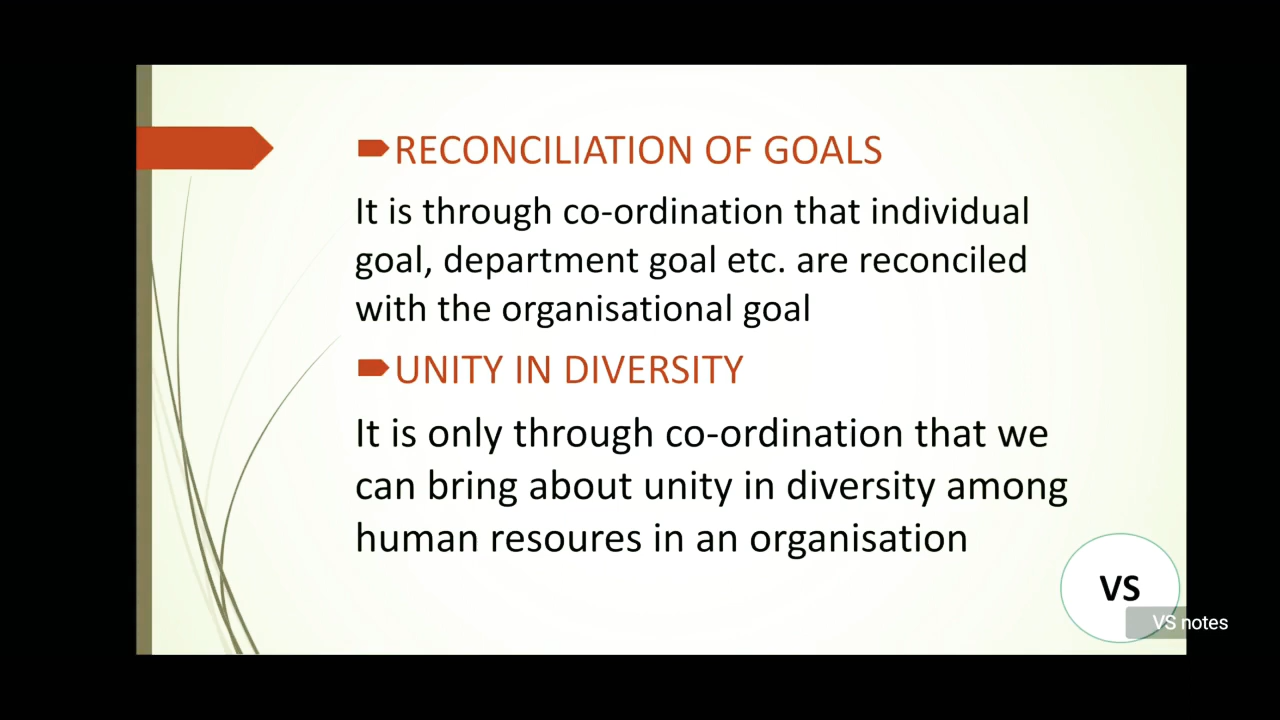 RECONCILIATION OF GOALS
It is through co-ordination that individual
goal, department goal etc. are reconciled
with the organisational goal
UNITY IN DIVERSITY
It is only through co-ordination that we
can bring about unity in diversity among
human resoures in an organisation
VS
VS notes